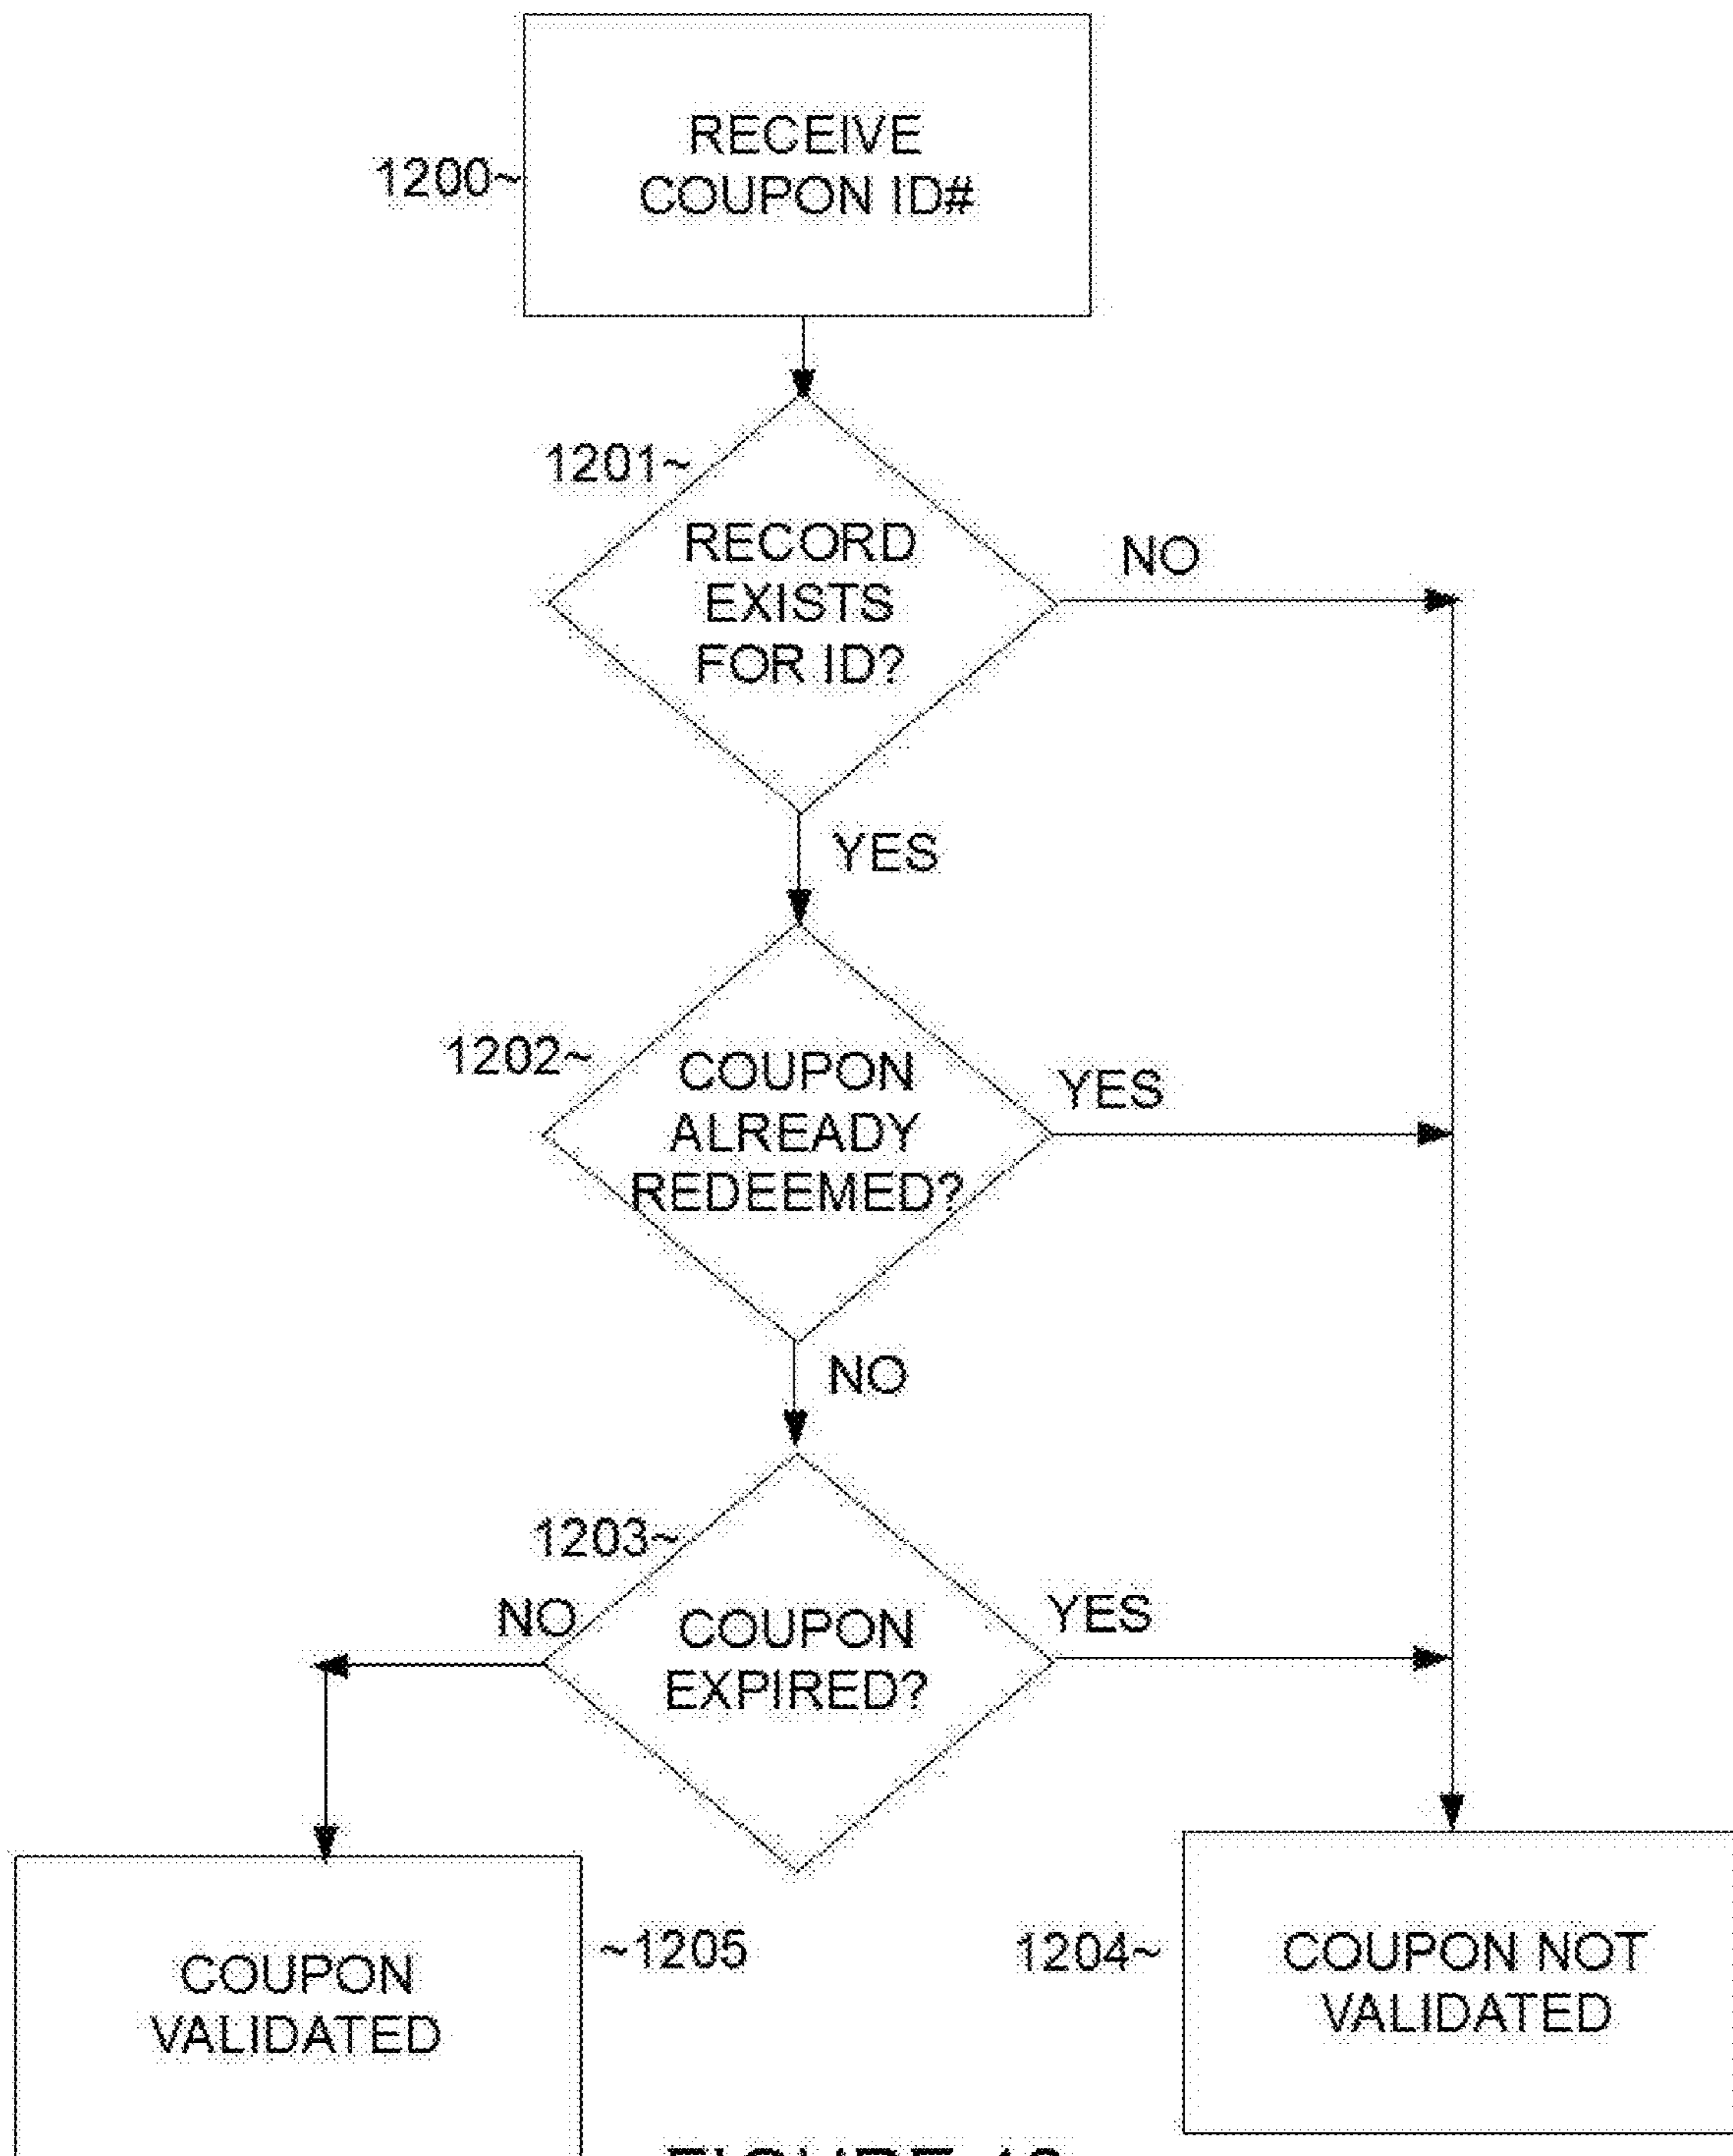 RECEIVE
1200~
COUPON ID#
1201~
RECORD
EXISTS
FOR ID?
NO
YES
1202~
COUPON
ALREADY
REDEEMED?
YES
NO
1203~
NO
COUPON
EXPIRED?
YES
COUPON
VALIDATED
~1205
1204~
COUPON NOT
VALIDATED
FIGURE